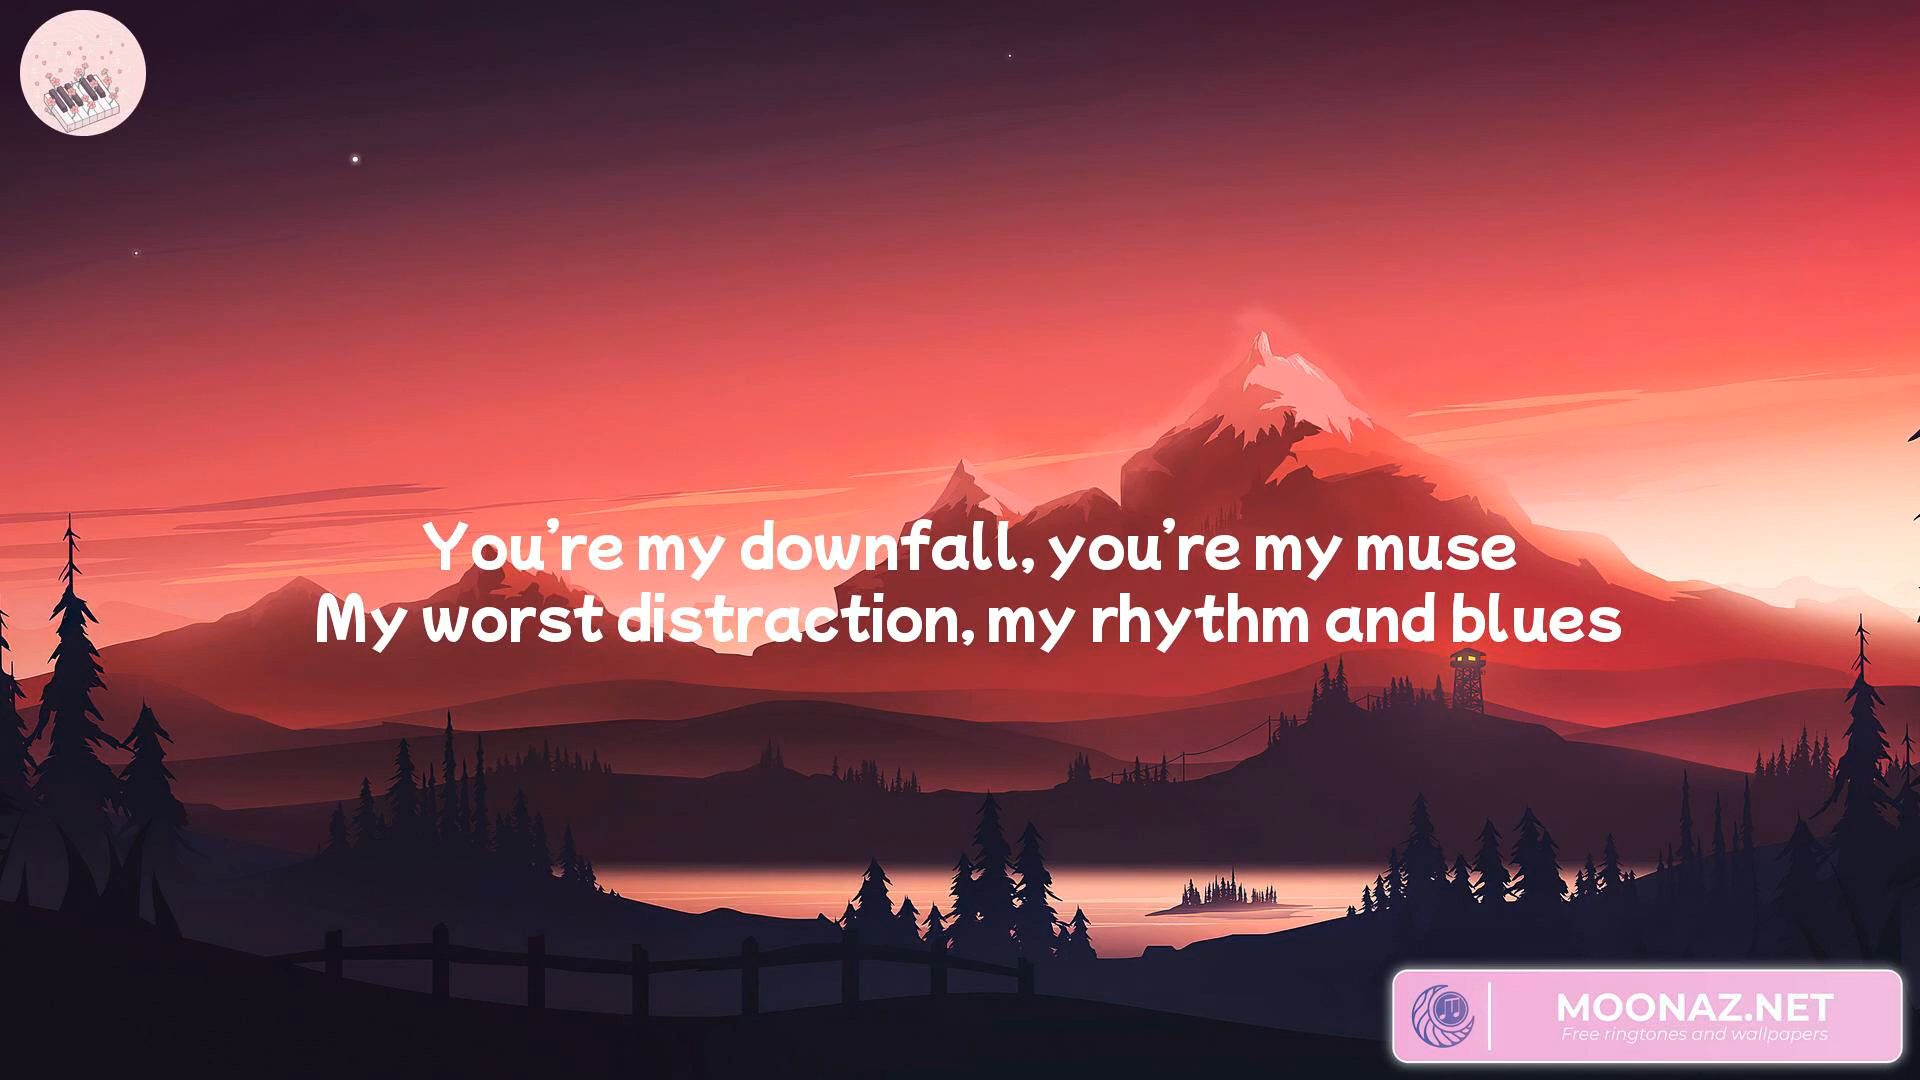 You're my downfall, you're my muse
My worst distraction, my rhythm and blues
MOONAZ.NET
Free ringtones and wallpapers